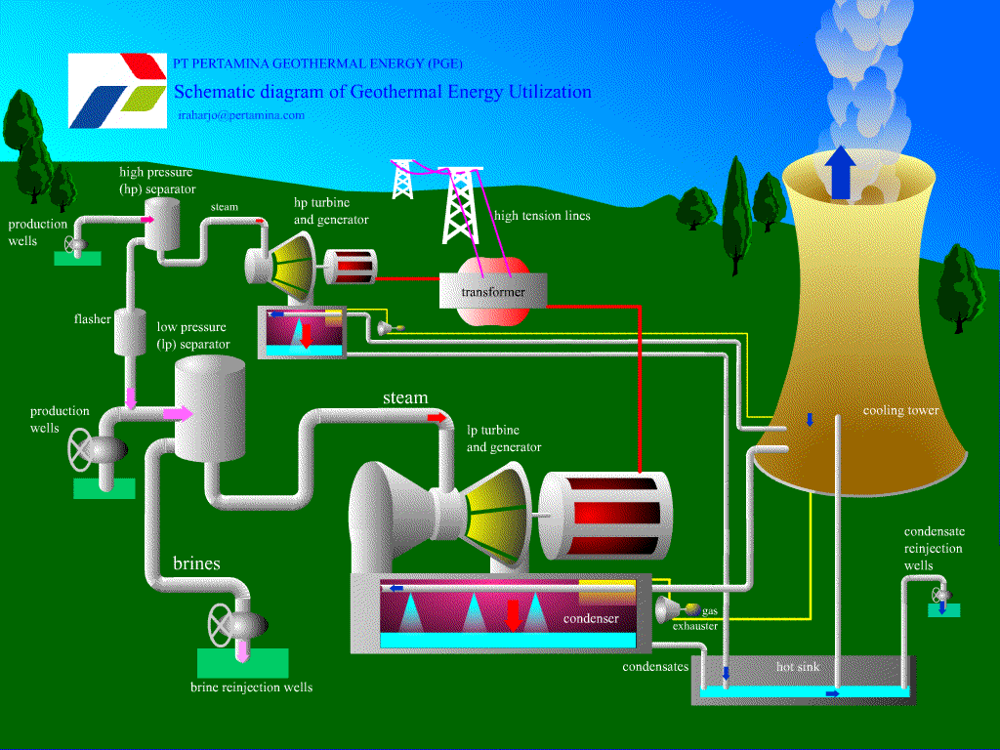 PT PERTAMINA GEOTHERMAL ENERGY (PGE)
Schematic diagram of Geothermal Energy Utilization
iraharjo@pertamina.com
high pressure
(hp) separator
production
wells
steam
hp turbine
and generator
high tension lines
transformer
flasher
low pressure
(lp) separator
production
wells
steam
lp turbine
and generator
cooling tower
condensate
reinjection
wells
brines
condenser
gas
exhauster
condensates
hot sink
brine reinjection wells